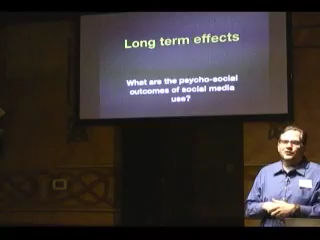 Long term effects
What are the psycho-social
outcomes of social media
use?